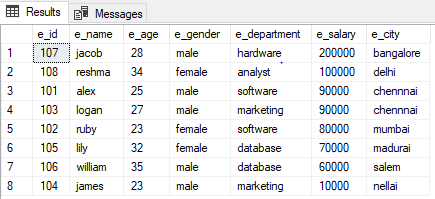 Results Messages
e_id e_name e_age e_gender e_department e_salary e_city
1 107 jacob 28 male hardware 200000 bangalore
2 108 reshma 34 female analyst 100000 delhi
3 101 alex 25 male software 90000 chennnai
4 103 logan 27 male marketing 90000 chennnai
5 102 ruby 23 female software 80000 mumbai
6 105 lily 32 female database 70000 madurai
7 106 william 35 male database 60000 salem
8 104 james 23 male marketing 10000 nellai